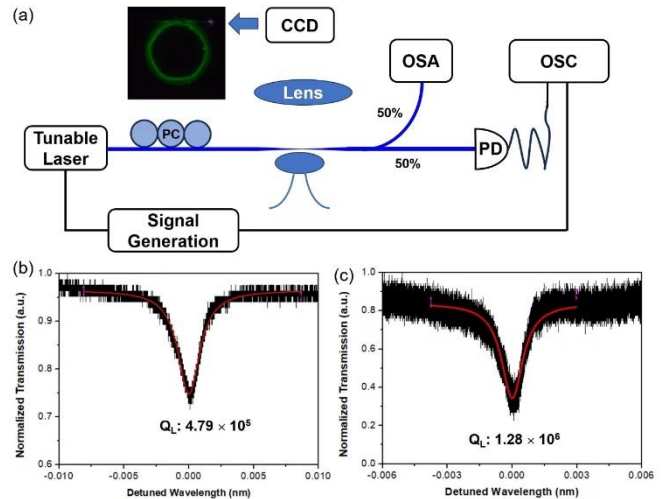 (a)
CCD
OSA
OSC
Lens
50%
PC
Tunable
Laser
50%
PD
Signal
Generation
(b)
(c)
Normalized Transmission (a.u.)
1.0
0.9
0.8
0.7
0.6
Q_L: 4.79 × 10⁵
-0.010 -0.005 0.000 0.005 0.010
Detuned Wavelength (nm)
Normalized Transmission (a.u.)
1.0
0.8
0.6
0.4
0.2
0.0
Q_L: 1.28 × 10⁶
-0.006 -0.003 0.000 0.003 0.006
Detuned Wavelength (nm)